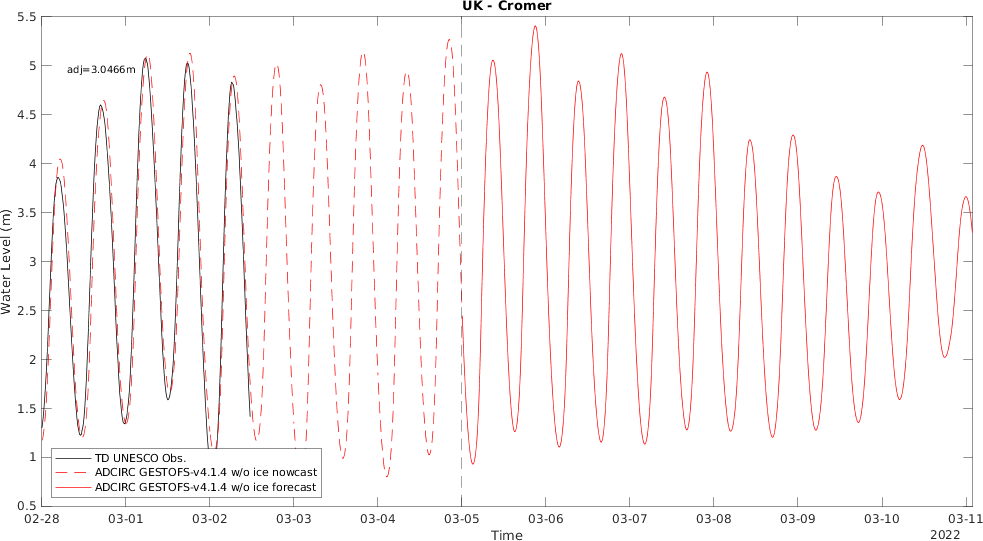 UK - Cromer
5.5
5
4.5
4
3.5
3
2.5
2
1.5
1
0.5
Water Level (m)
adj=3.0466m
TD UNESCO Obs.
ADCIRC GESTOFS-v4.1.4 w/o ice nowcast
ADCIRC GESTOFS-v4.1.4 w/o ice forecast
02-28 03-01 03-02 03-03 03-04 03-05 03-06 03-07 03-08 03-09 03-10 03-11
Time
2022